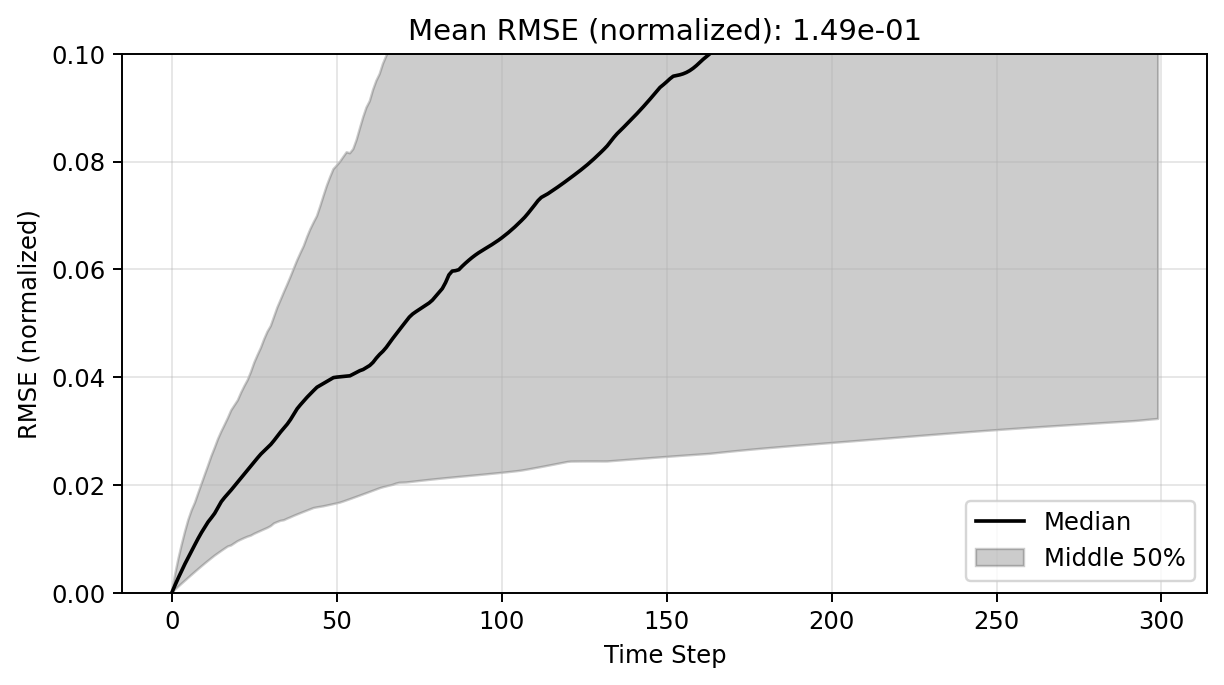 Mean RMSE (normalized): 1.49e-01
RMSE (normalized)
0.10
0.08
0.06
0.04
0.02
0.00
0 50 100 150 200 250 300
Time Step
Median
Middle 50%